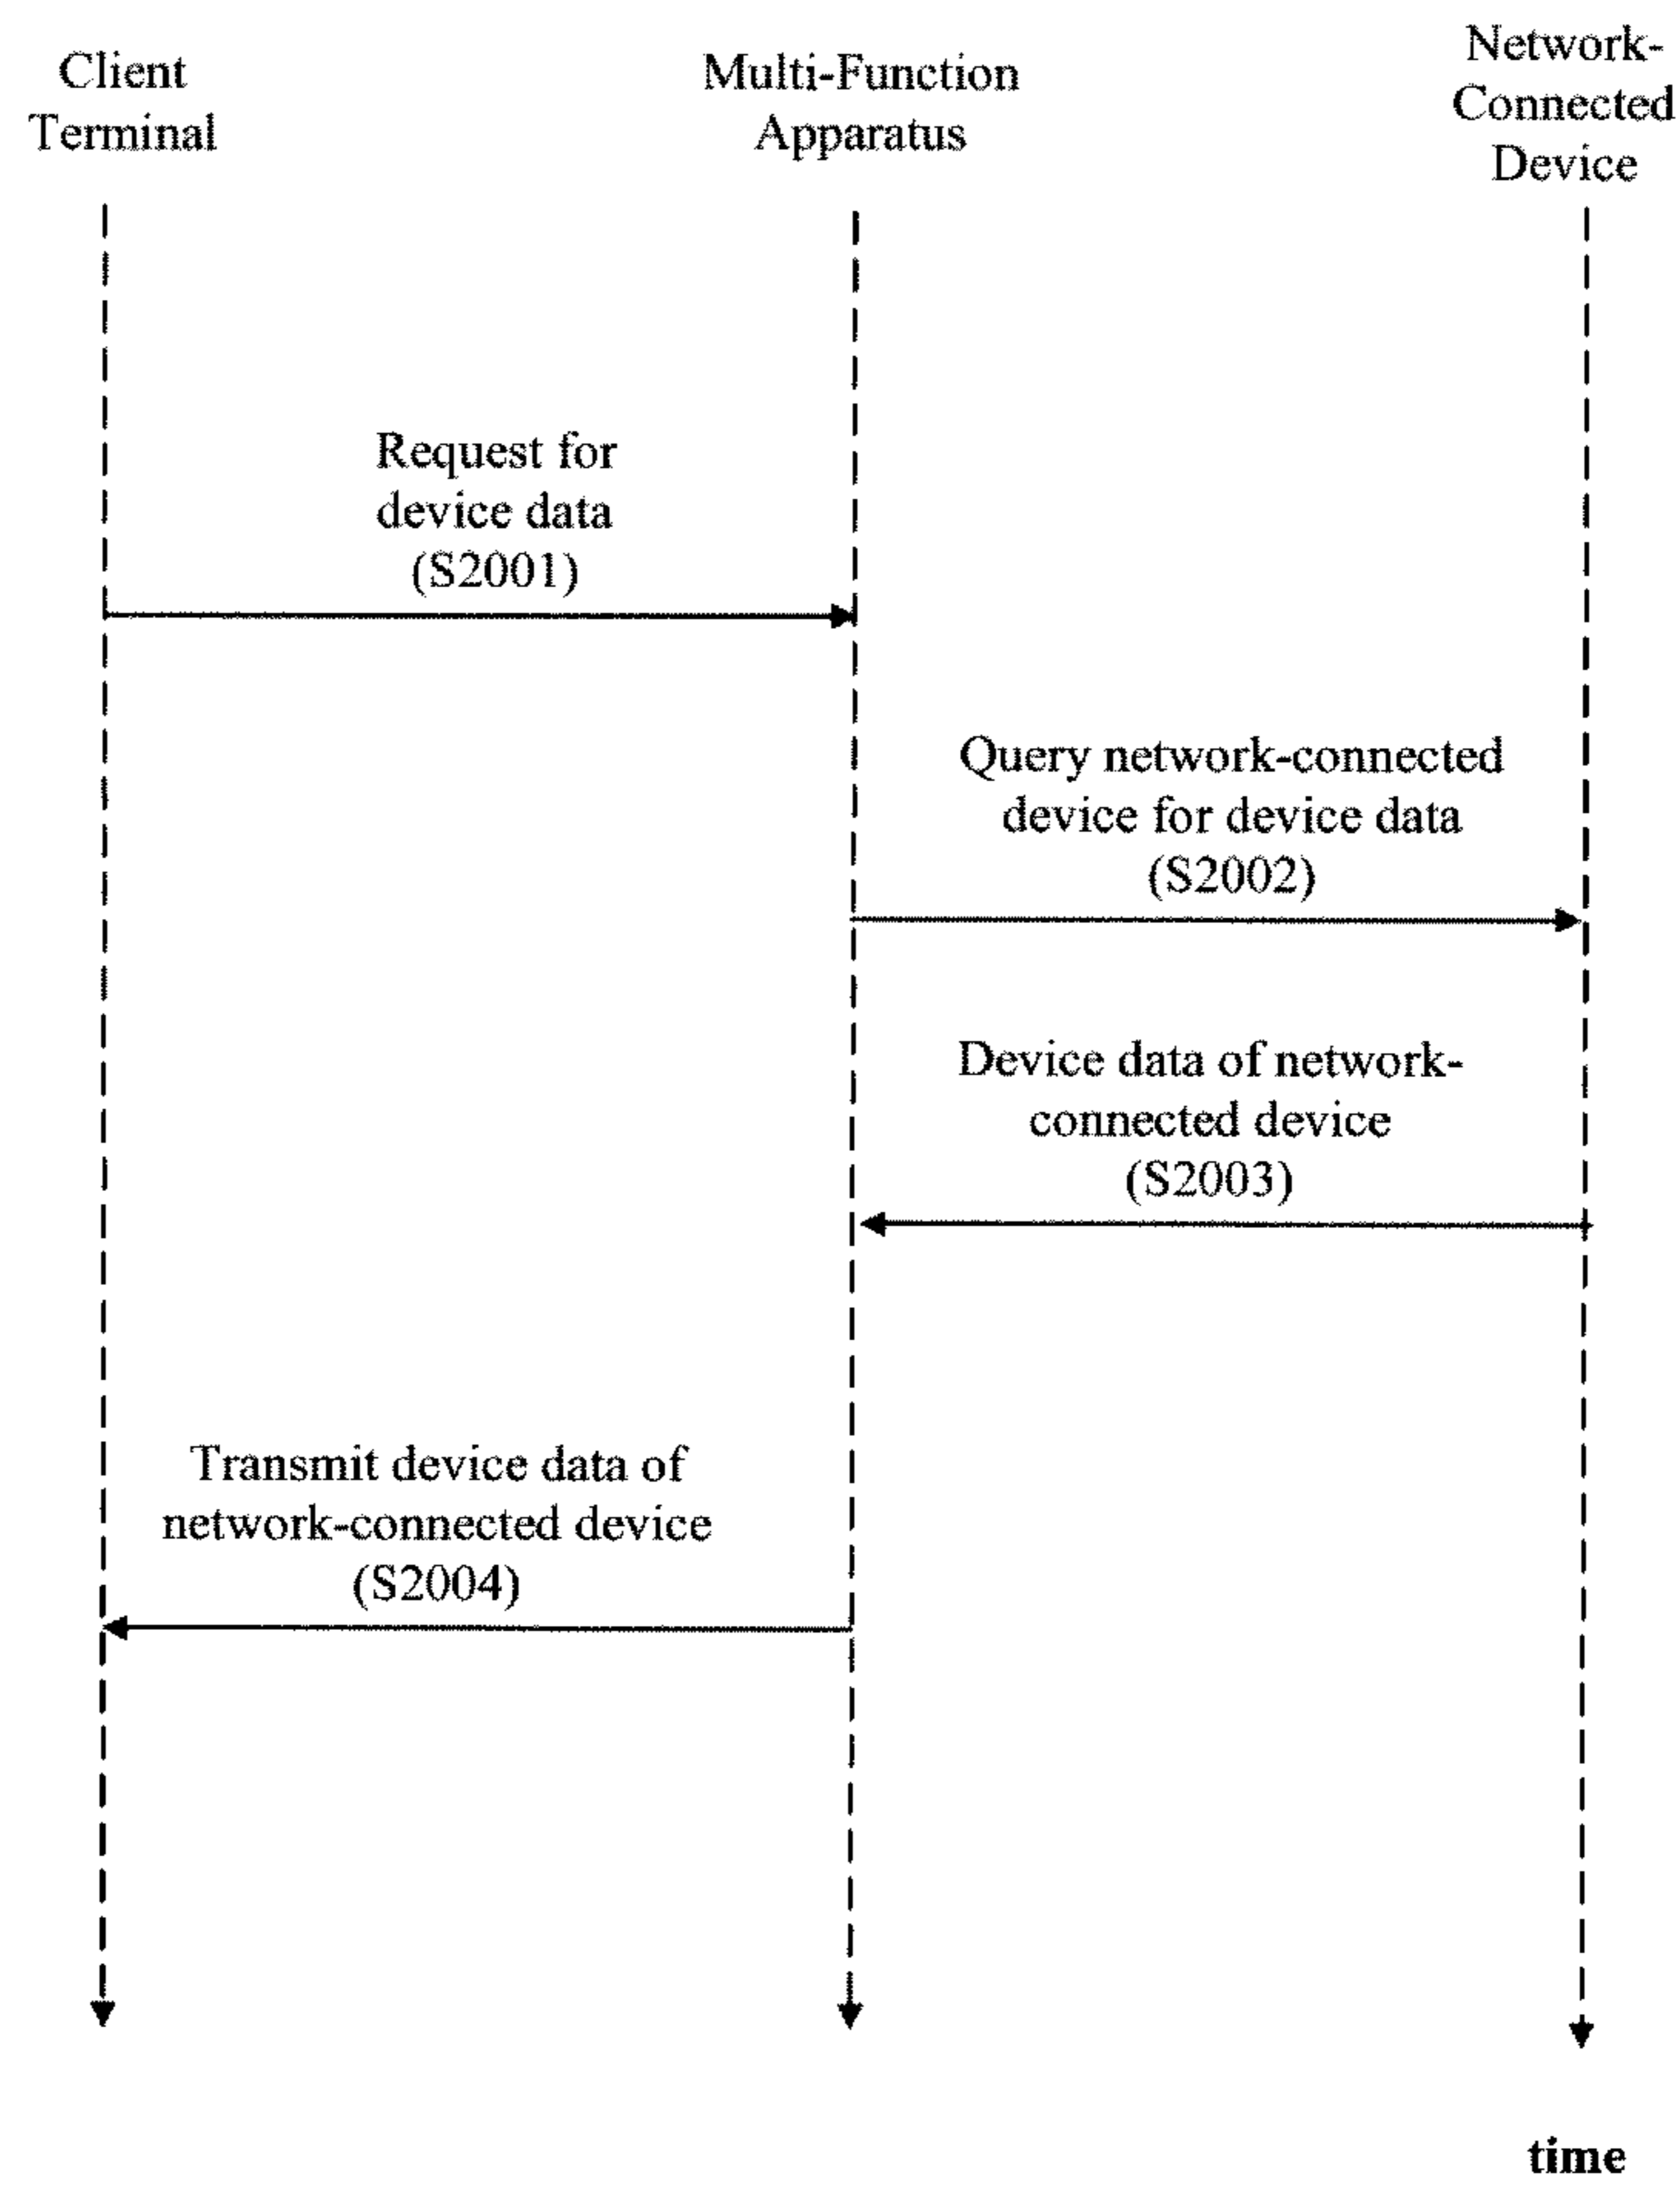 Client
Terminal
Multi-Function
Apparatus
Network-
Connected
Device
Request for
device data
(S2001)
Query network-connected
device for device data
(S2002)
Device data of network-
connected device
(S2003)
Transmit device data of
network-connected device
(S2004)
time